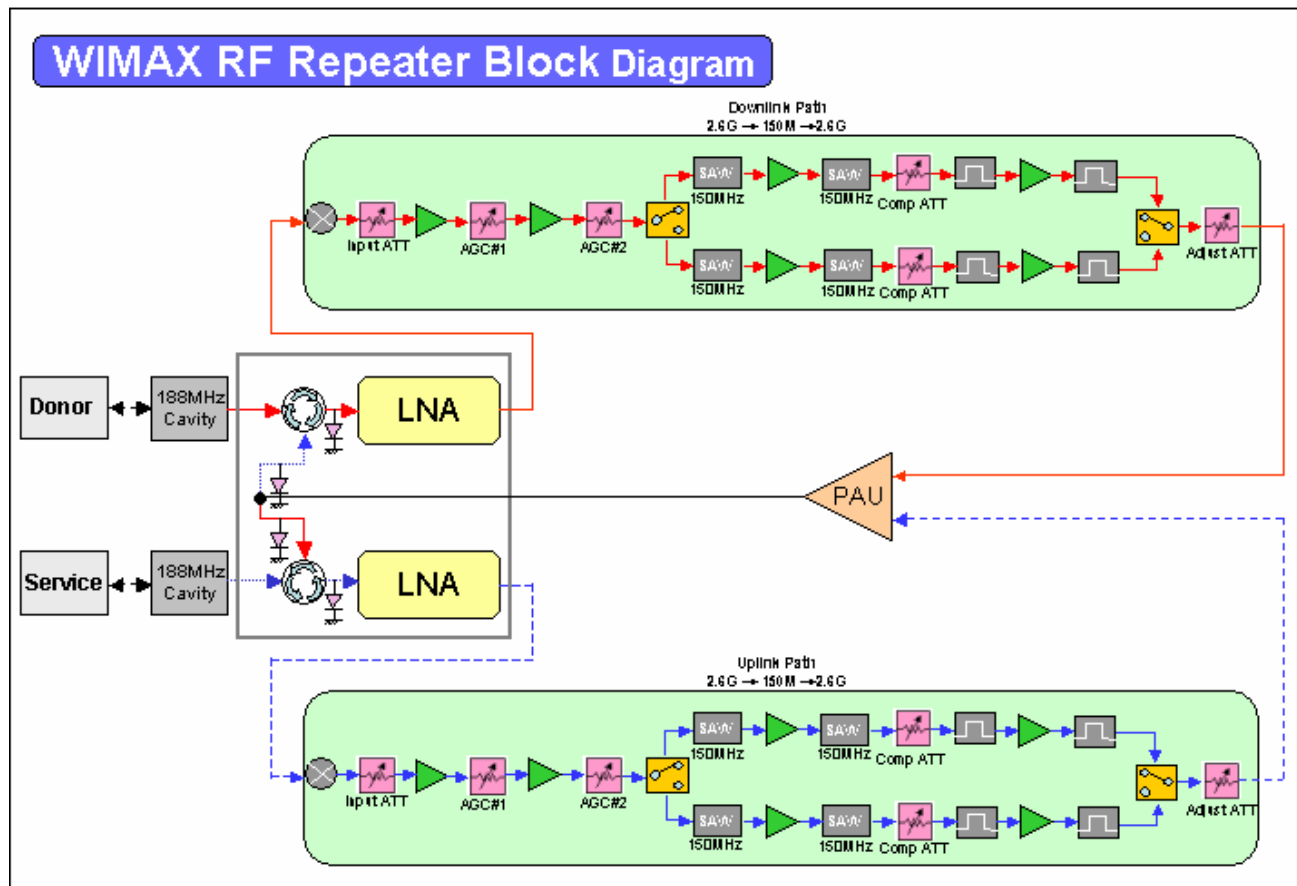 WIMAX RF Repeater Block Diagram
Downlink Path
2.6G → 150M → 2.6G
SAW
150MHz
SAW
150MHz
Comp ATT
Input ATT
AGC#1
AGC#2
Adjust ATT
SAW
150MHz
SAW
150MHz
Comp ATT
Donor
188MHz
Cavity
LNA
PAU
Service
188MHz
Cavity
LNA
Uplink Path
2.6G → 150M → 2.6G
SAW
150MHz
SAW
150MHz
Comp ATT
Input ATT
AGC#1
AGC#2
Adjust ATT
SAW
150MHz
SAW
150MHz
Comp ATT